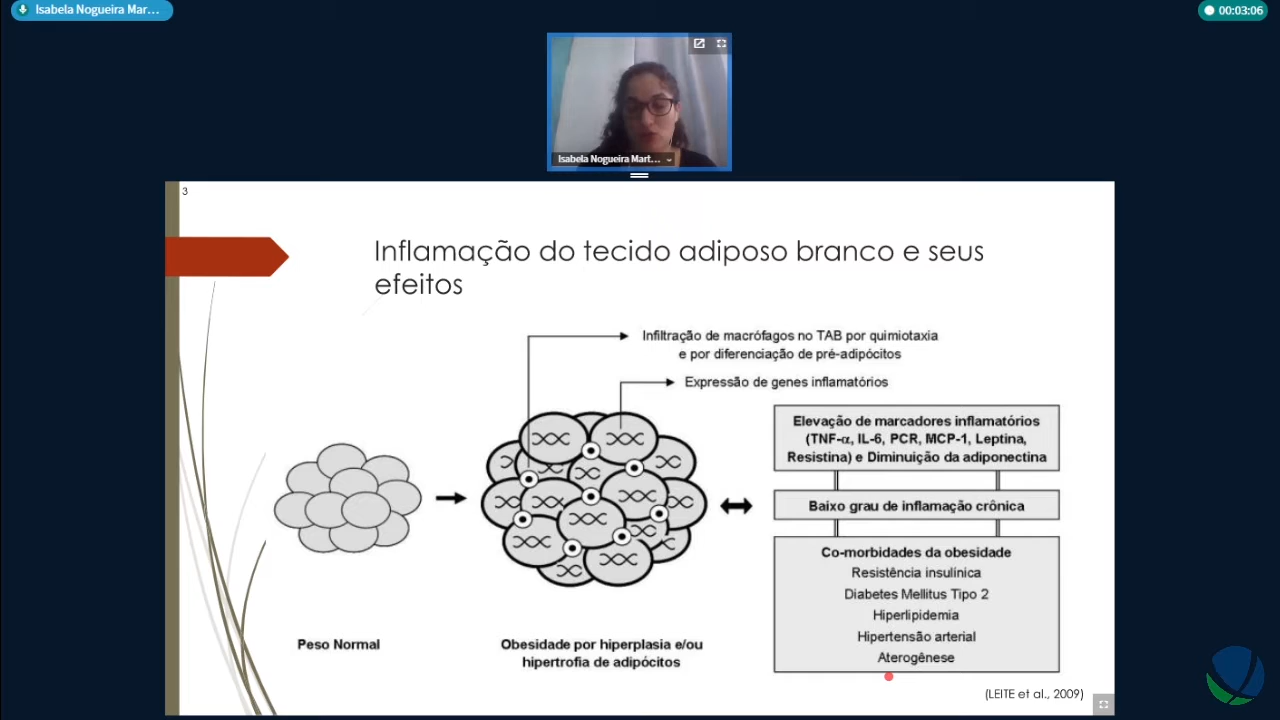 Isabela Nogueira Mar...
00:03:06
Isabela Nogueira Mart...
3
Inflamação do tecido adiposo branco e seus
efeitos
Infiltração de macrófagos no TAB por quimiotaxia
e por diferenciação de pré-adipócitos
Expressão de genes inflamatórios
Elevação de marcadores inflamatórios
(TNF-α, IL-6, PCR, MCP-1, Leptina,
Resistina) e Diminuição da adiponectina
Baixo grau de inflamação crônica
Co-morbidades da obesidade
Resistência insulínica
Diabetes Mellitus Tipo 2
Hiperlipidemia
Hipertensão arterial
Aterogênese
Peso Normal
Obesidade por hiperplasia e/ou
hipertrofia de adipócitos
(LEITE et al., 2009)